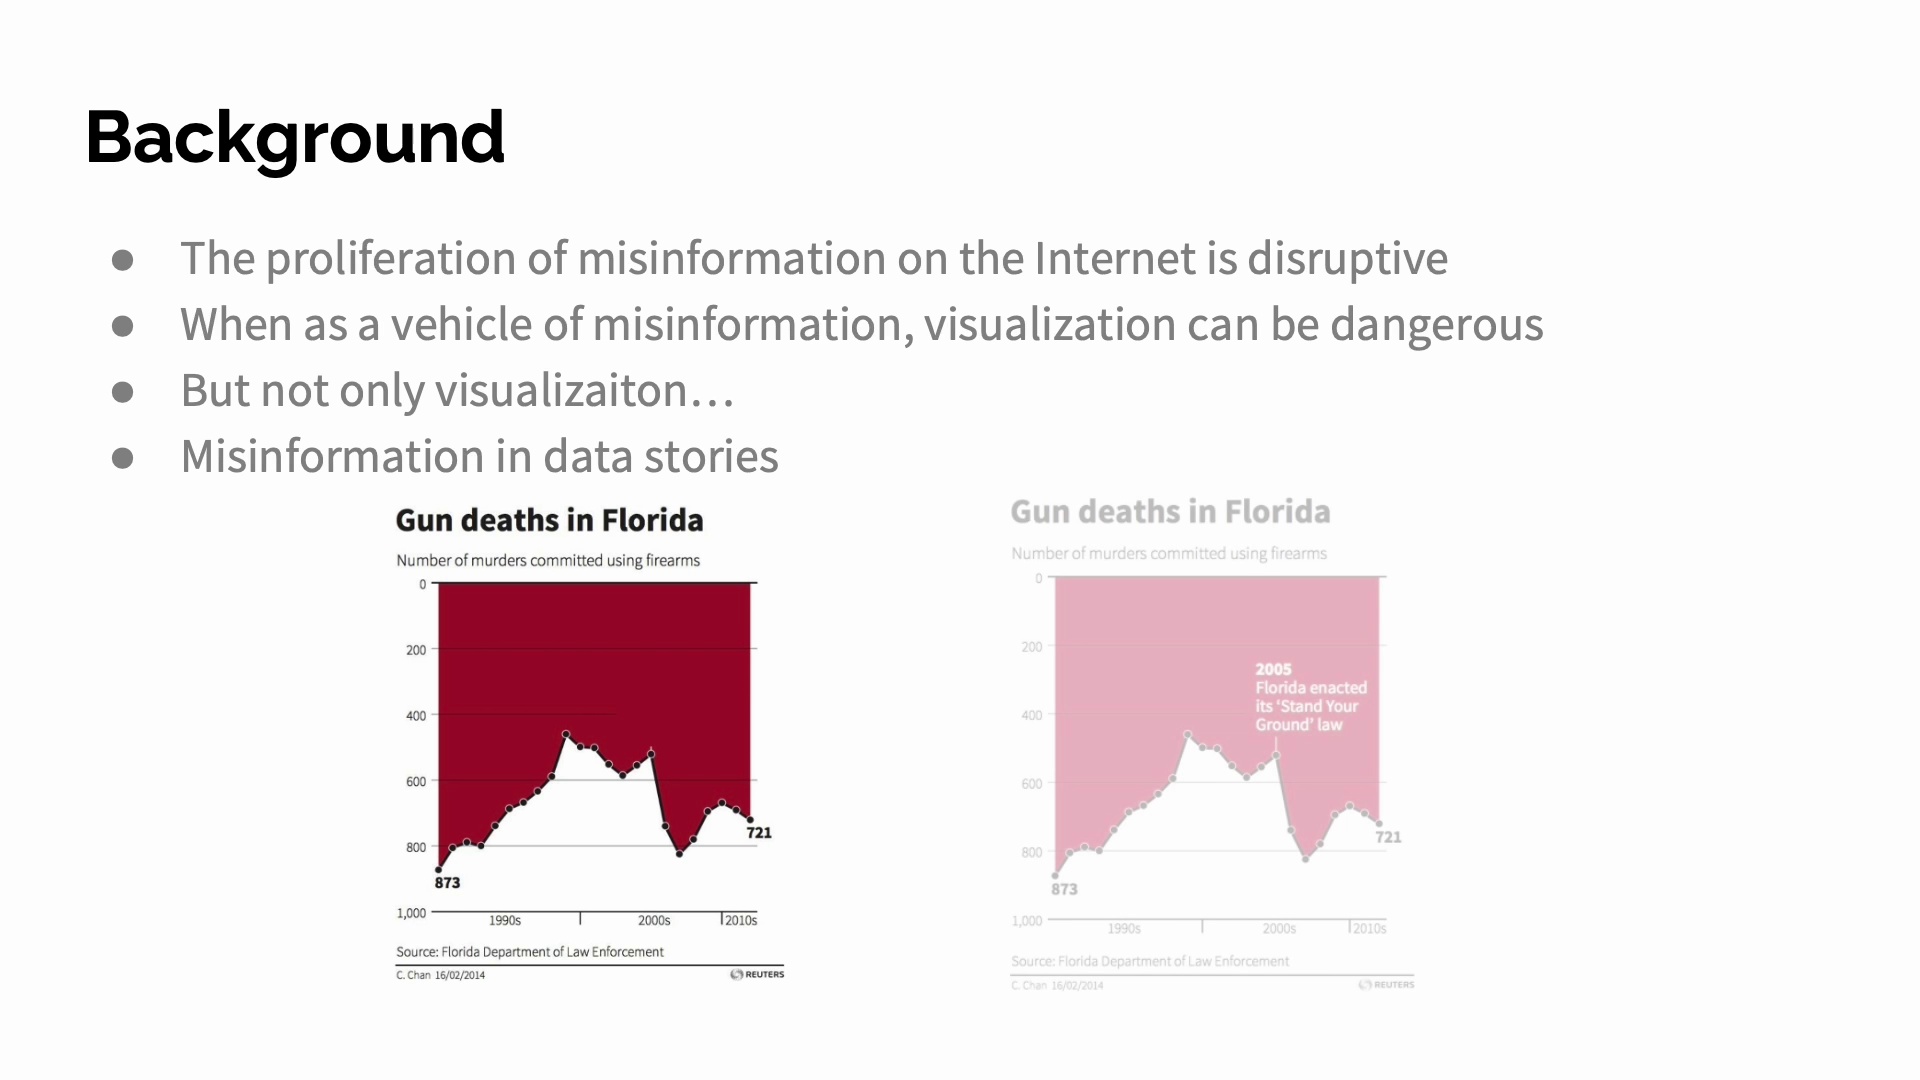 Background
● The proliferation of misinformation on the Internet is disruptive
● When as a vehicle of misinformation, visualization can be dangerous
● But not only visualizaiton…
● Misinformation in data stories
Gun deaths in Florida
Number of murders committed using firearms
0
200
400
600
800
1,000
873
721
1990s
2000s
2010s
Source: Florida Department of Law Enforcement
C. Chan 16/02/2014
REUTERS
Gun deaths in Florida
Number of murders committed using firearms
0
200
400
600
800
1,000
2005
Florida enacted
its ‘Stand Your
Ground’ law
873
721
1990s
2000s
2010s
Source: Florida Department of Law Enforcement
C. Chan 16/02/2014
REUTERS